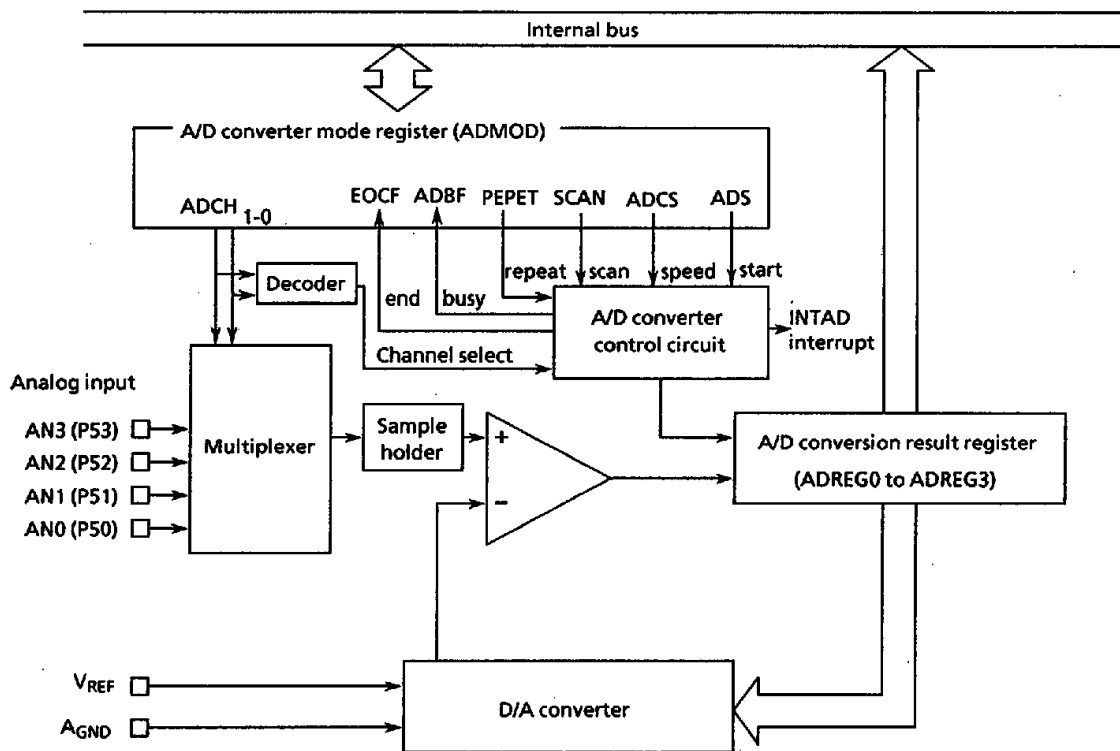 Internal bus
A/D converter mode register (ADMOD)
ADCH 1-0
EOCF ADBF PEPET SCAN ADCS ADS
repeat scan speed start
Decoder
end busy
A/D converter
control circuit
INTAD
interrupt
Channel select
Analog input
AN3 (P53)
AN2 (P52)
AN1 (P51)
AN0 (P50)
Multiplexer
Sample
holder
+
−
A/D conversion result register
(ADREG0 to ADREG3)
VREF
AGND
D/A converter